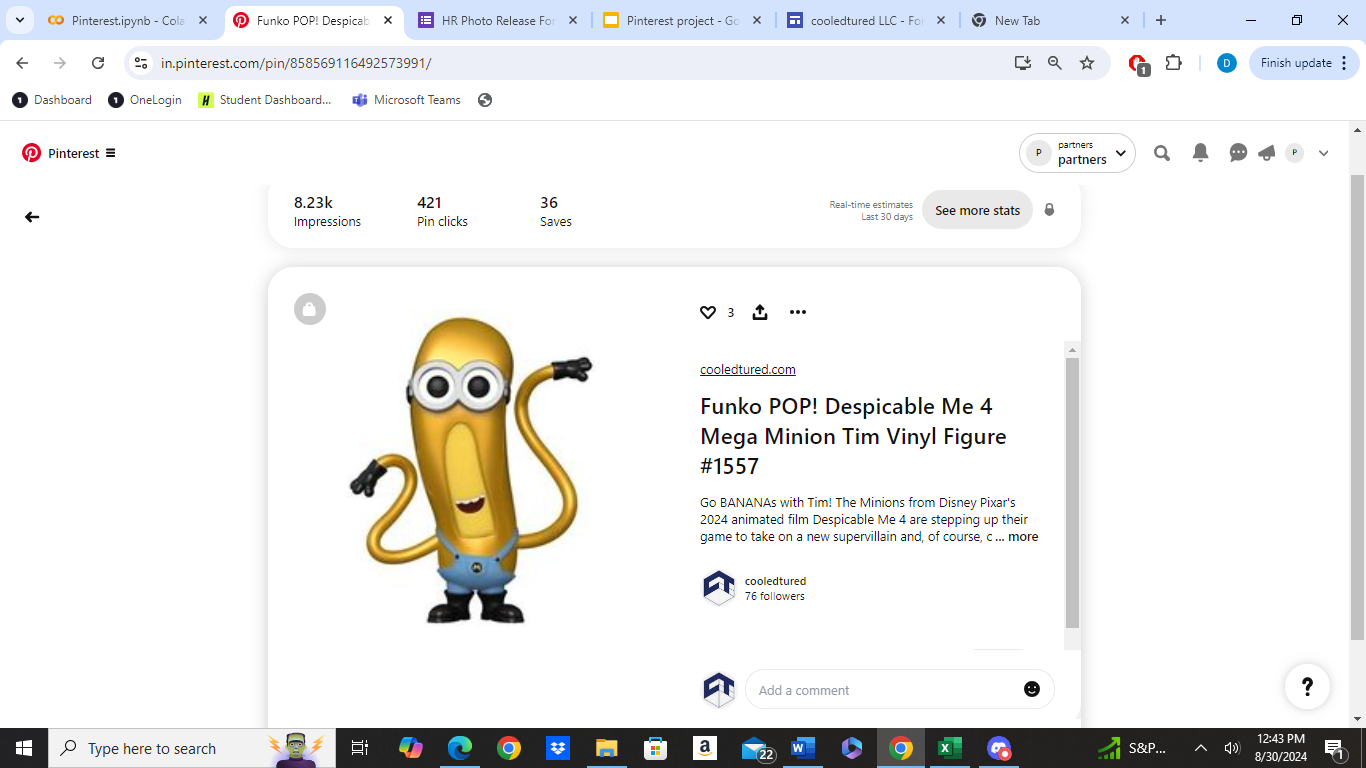 Pinterest.ipynb - Cola
Funko POP! Despicab
HR Photo Release For
Pinterest project - Go
cooledtured LLC - For
New Tab
in.pinterest.com/pin/858569116492573991/
1
D
Finish update
Dashboard
OneLogin
Student Dashboard...
Microsoft Teams
Pinterest
P
partners
partners
P
8.23k
421
36
Impressions
Pin clicks
Saves
Real-time estimates
Last 30 days
See more stats
3
cooledtured.com
Funko POP! Despicable Me 4
Mega Minion Tim Vinyl Figure
#1557
Go BANANAs with Tim! The Minions from Disney Pixar's
2024 animated film Despicable Me 4 are stepping up their
game to take on a new supervillain and, of course, c ... more
cooledtured
76 followers
Add a comment
?
Type here to search
22
S&P...
12:43 PM
8/30/2024
1